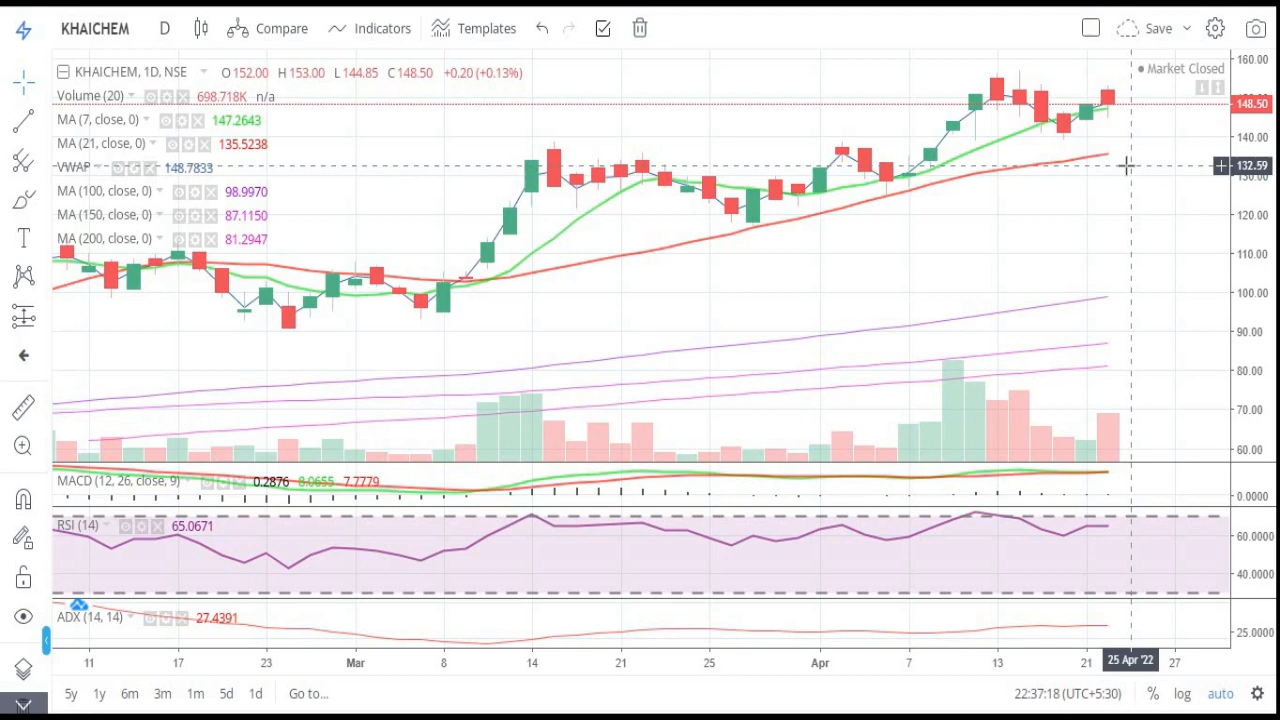 KHAICHEM D Compare Indicators Templates Save
KHAICHEM, 1D, NSE O 152.00 H 153.00 L 144.85 C 148.50 +0.20 (+0.13%)
Market Closed
Volume (20) 698.718K n/a
MA (7, close, 0) 147.2643
MA (21, close, 0) 135.5238
VWAP 148.7833
MA (100, close, 0) 98.9970
MA (150, close, 0) 87.1150
MA (200, close, 0) 81.2947
160.00
148.50
140.00
132.59
130.00
120.00
110.00
100.00
90.00
80.00
70.00
60.00
MACD (12, 26, close, 9) 0.2876 8.0655 7.7779
0.0000
RSI (14) 65.0671
60.0000
40.0000
ADX (14, 14) 27.4391
25.0000
11 17 23 Mar 8 14 21 25 Apr 7 13 21 25 Apr '22 27
5y 1y 6m 3m 1m 5d 1d Go to... 22:37:18 (UTC+5:30) % log auto